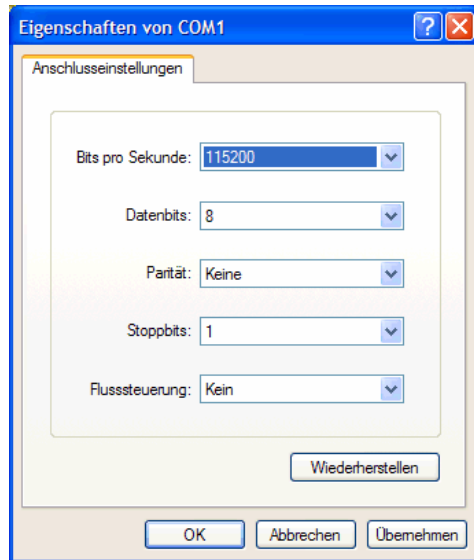 Eigenschaften von COM1
Anschlusseinstellungen
Bits pro Sekunde: 115200
Datenbits: 8
Parität: Keine
Stoppbits: 1
Flusssteuerung: Kein
Wiederherstellen
OK Abbrechen Übernehmen